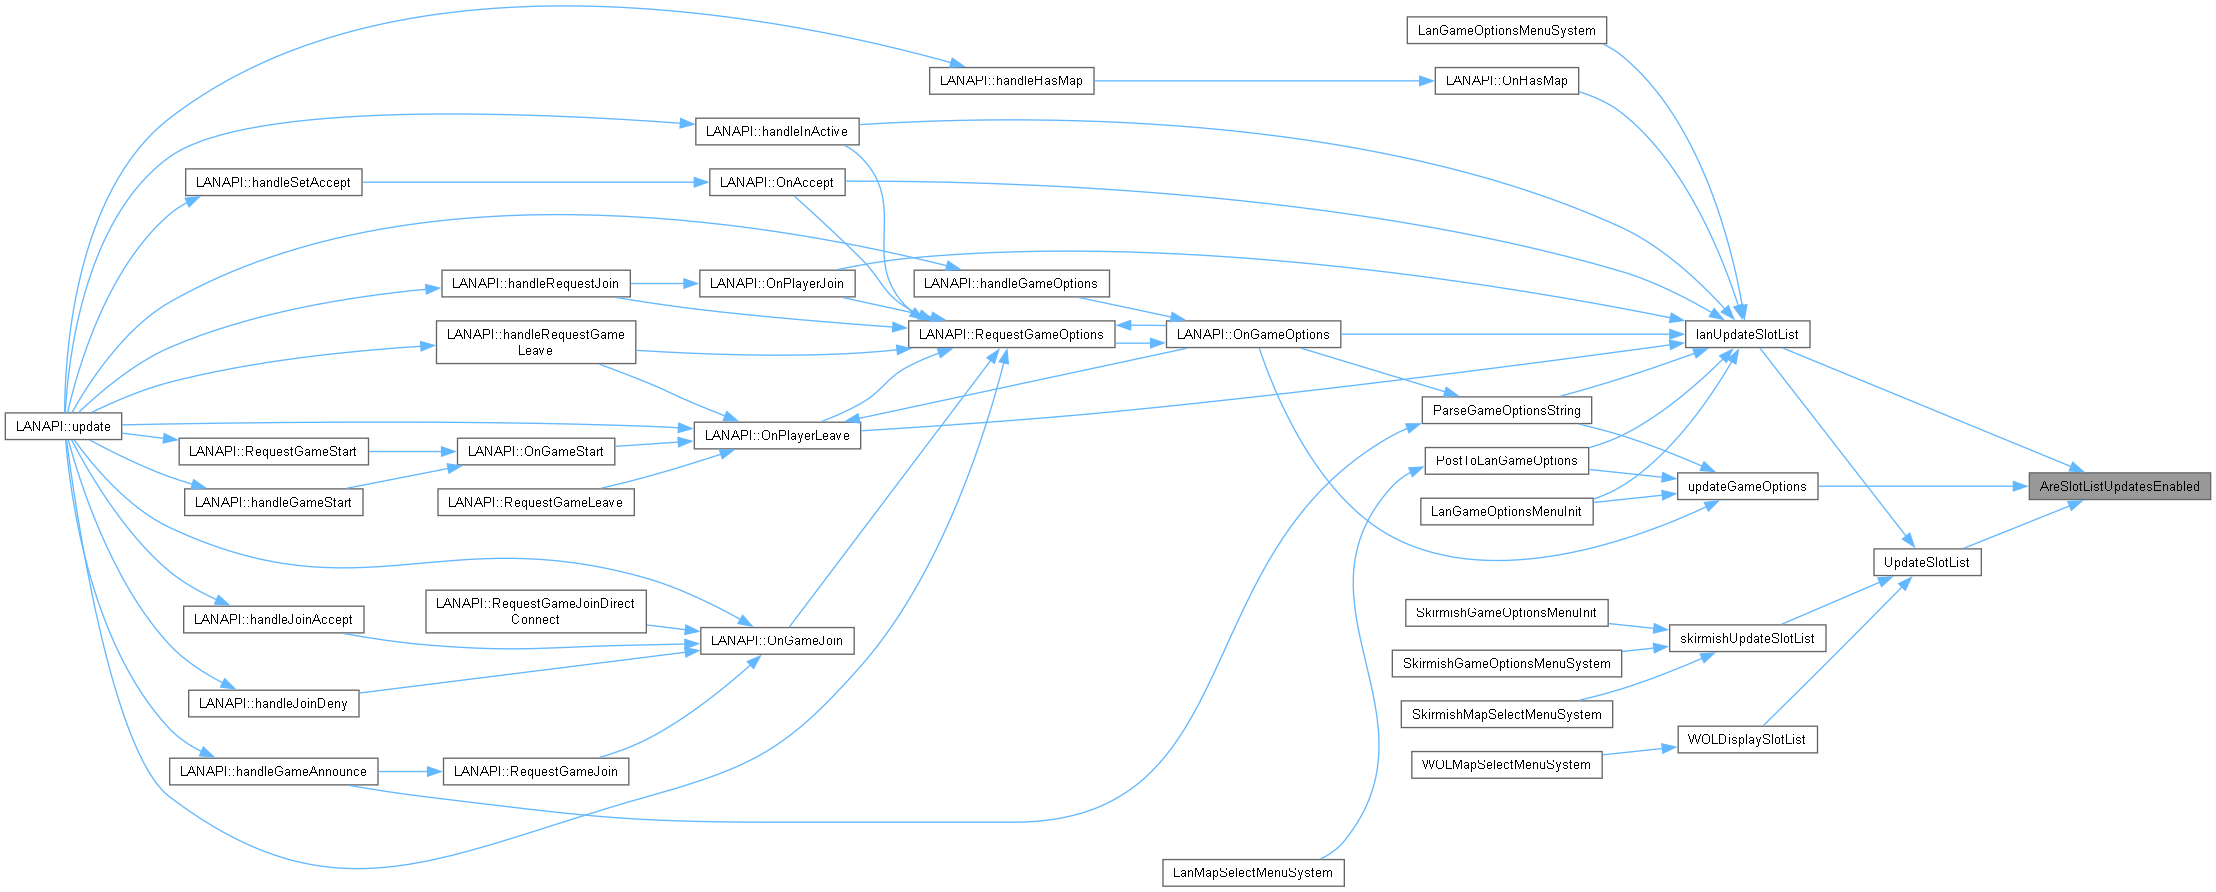 LanGameOptionsMenuSystem
LANAPI::handleHasMap
LANAPI::OnHasMap
LANAPI::handleInActive
LANAPI::handleSetAccept
LANAPI::OnAccept
LANAPI::handleRequestJoin
LANAPI::OnPlayerJoin
LANAPI::handleGameOptions
LANAPI::handleRequestGame
Leave
LANAPI::RequestGameOptions
LANAPI::OnGameOptions
lanUpdateSlotList
ParseGameOptionsString
LANAPI::update
LANAPI::RequestGameStart
LANAPI::OnGameStart
LANAPI::OnPlayerLeave
PostToLanGameOptions
LANAPI::handleGameStart
LANAPI::RequestGameLeave
LanGameOptionsMenuInit
updateGameOptions
AreSlotListUpdatesEnabled
UpdateSlotList
LANAPI::handleJoinAccept
LANAPI::RequestGameJoinDirect
Connect
LANAPI::OnGameJoin
SkirmishGameOptionsMenuInit
skirmishUpdateSlotList
SkirmishGameOptionsMenuSystem
LANAPI::handleJoinDeny
SkirmishMapSelectMenuSystem
WOLDisplaySlotList
LANAPI::handleGameAnnounce
LANAPI::RequestGameJoin
WOLMapSelectMenuSystem
LanMapSelectMenuSystem